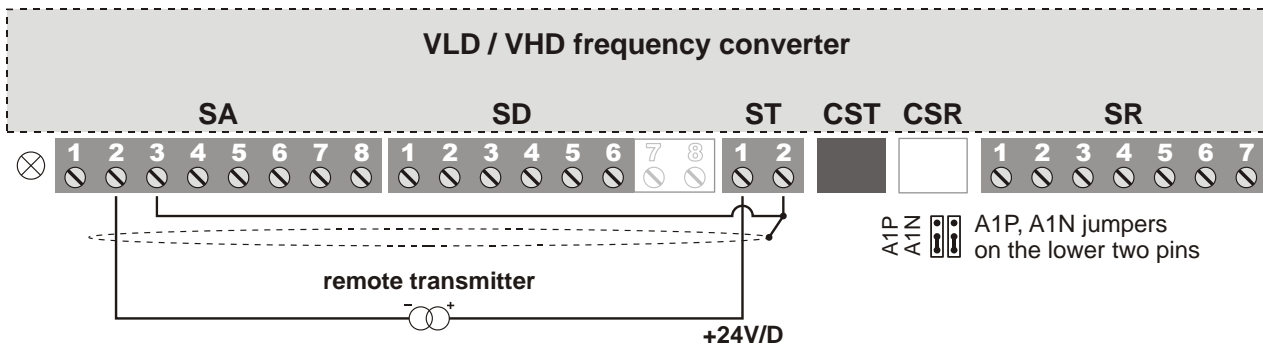 VLD / VHD frequency converter
SA SD ST CST CSR SR
1 2 3 4 5 6 7 8 1 2 3 4 5 6 7 8 1 2 1 2 3 4 5 6 7
A1P
A1N
A1P, A1N jumpers
on the lower two pins
remote transmitter
− +
+24V/D